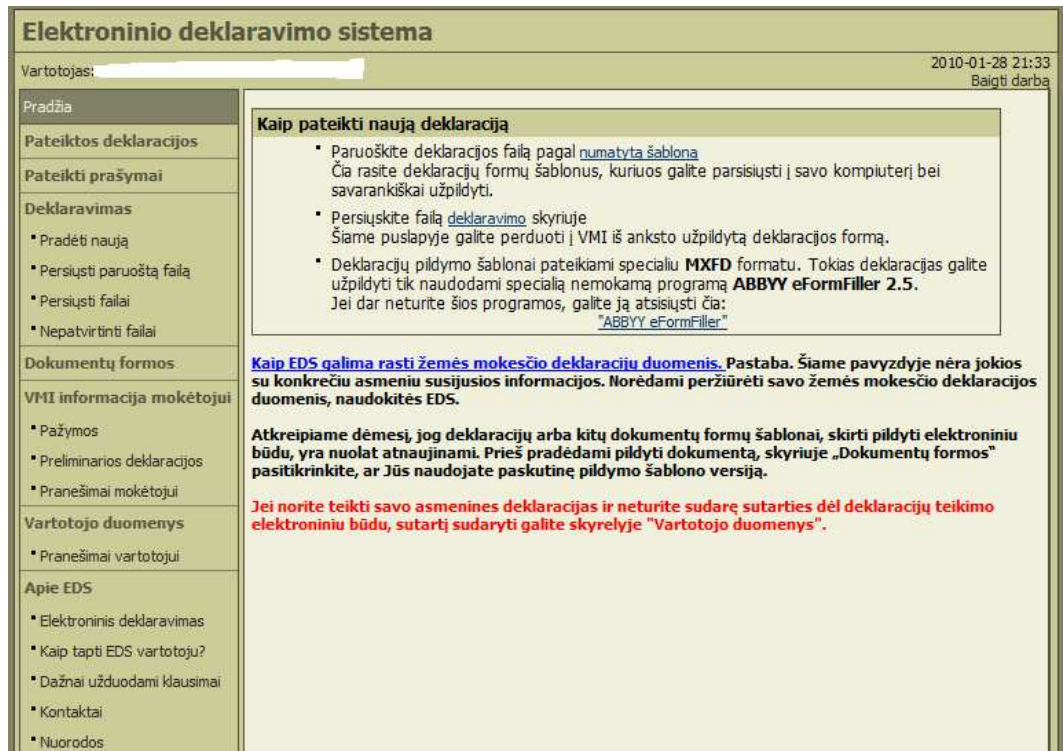 Elektroninio deklaravimo sistema
Vartotojas:
2010-01-28 21:33
Baigti darbą
Pradžia
Pateiktos deklaracijos
Pateikti prašymai
Deklaravimas
Pradėti naują
Persiųsti paruoštą failą
Persiųsti failai
Nepatvirtinti failai
Dokumentų formos
VMI informacija mokėtojui
Pažymos
Preliminarios deklaracijos
Pranešimai mokėtojui
Vartotojo duomenys
Pranešimai vartotojui
Apie EDS
Elektroninis deklaravimas
Kaip tapti EDS vartotoju?
Dažnai užduodami klausimai
Kontaktai
Nuorodos
Kaip pateikti naują deklaraciją
Paruoškite deklaracijos failą pagal numatytą šabloną
Čia rasite deklaracijų formų šablonus, kuriuos galite parsisiųsti į savo kompiuterį bei
savarankiškai užpildyti.
Persiųskite failą deklaravimo skyriuje
Šiame puslapyje galite perduoti į VMI iš anksto užpildytą deklaracijos formą.
Deklaracijų pildymo šablonai pateikiami specialiu MXFD formatu. Tokias deklaracijas galite
užpildyti tik naudodami specialią nemokamą programą ABBYY eFormFiller 2.5.
Jei dar neturite šios programos, galite ją atsisiųsti čia:
"ABBYY eFormFiller"
Kaip EDS galima rasti žemės mokesčio deklaracijų duomenis. Pastaba. Šiame pavyzdyje nėra jokios
su konkrečiu asmeniu susijusios informacijos. Norėdami peržiūrėti savo žemės mokesčio deklaracijos
duomenis, naudokitės EDS.
Atkreipiame dėmesį, jog deklaracijų arba kitų dokumentų formų šablonai, skirti pildyti elektroniniu
būdu, yra nuolat atnaujinami. Prieš pradėdami pildyti dokumentą, skyriuje „Dokumentų formos“
pasitikrinkite, ar Jūs naudojate paskutinę pildymo šablono versiją.
Jei norite teikti savo asmenines deklaracijas ir neturite sudarę sutarties dėl deklaracijų teikimo
elektroniniu būdu, sutartį sudaryti galite skyrelyje "Vartotojo duomenys".